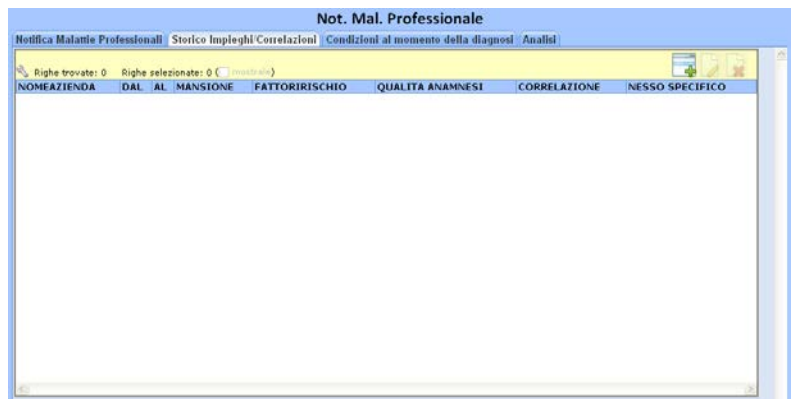 Not. Mal. Professionale
Notifica Malattie Professionali Storico Impieghi/Correlazioni Condizioni al momento della diagnosi Analisi
Righe trovate: 0 Righe selezionate: 0 ( mostrale)
NOMEAZIENDA DAL AL MANSIONE FATTORIRISCHIO QUALITA ANAMNESI CORRELAZIONE NESSO SPECIFICO